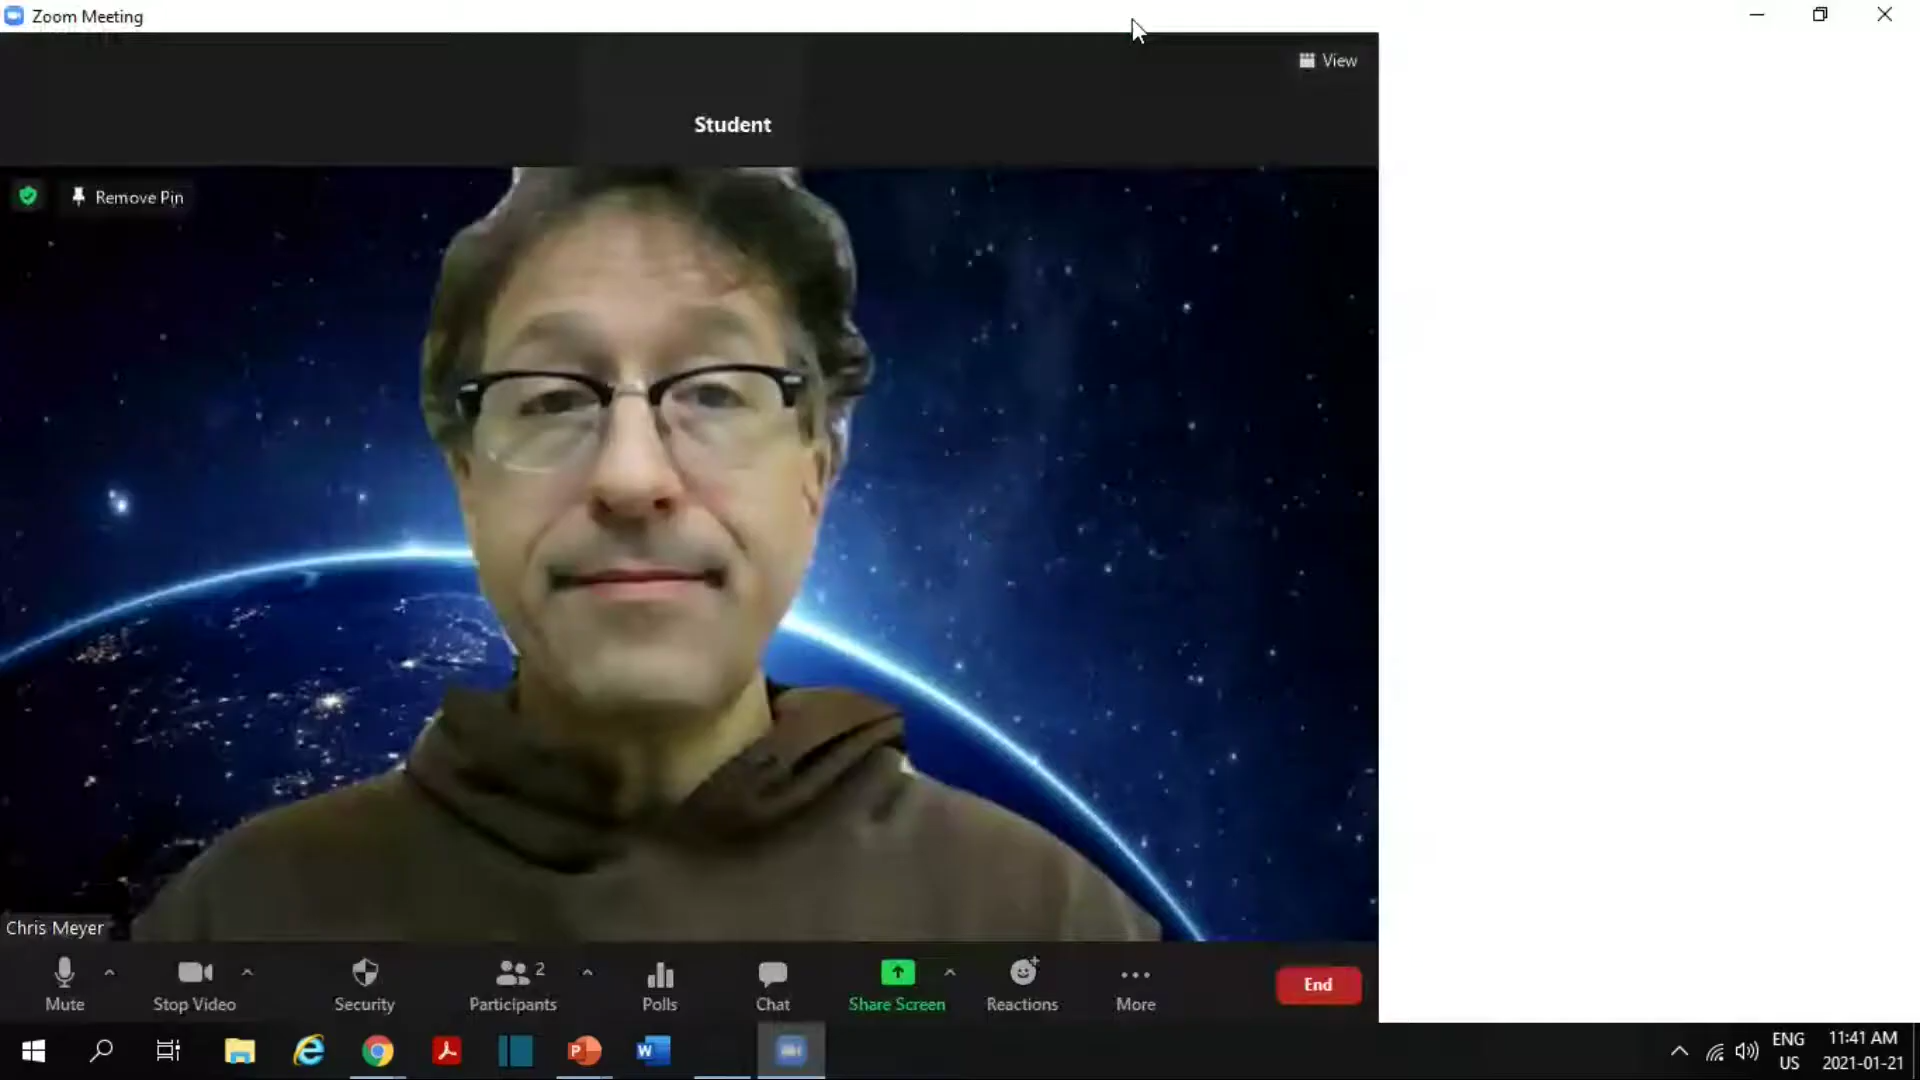 Zoom Meeting
View
Student
Remove Pin
Chris Meyer
Mute
Stop Video
Security
2
Participants
Polls
Chat
Share Screen
Reactions
More
End
P
W
ENG
US
11:41 AM
2021-01-21